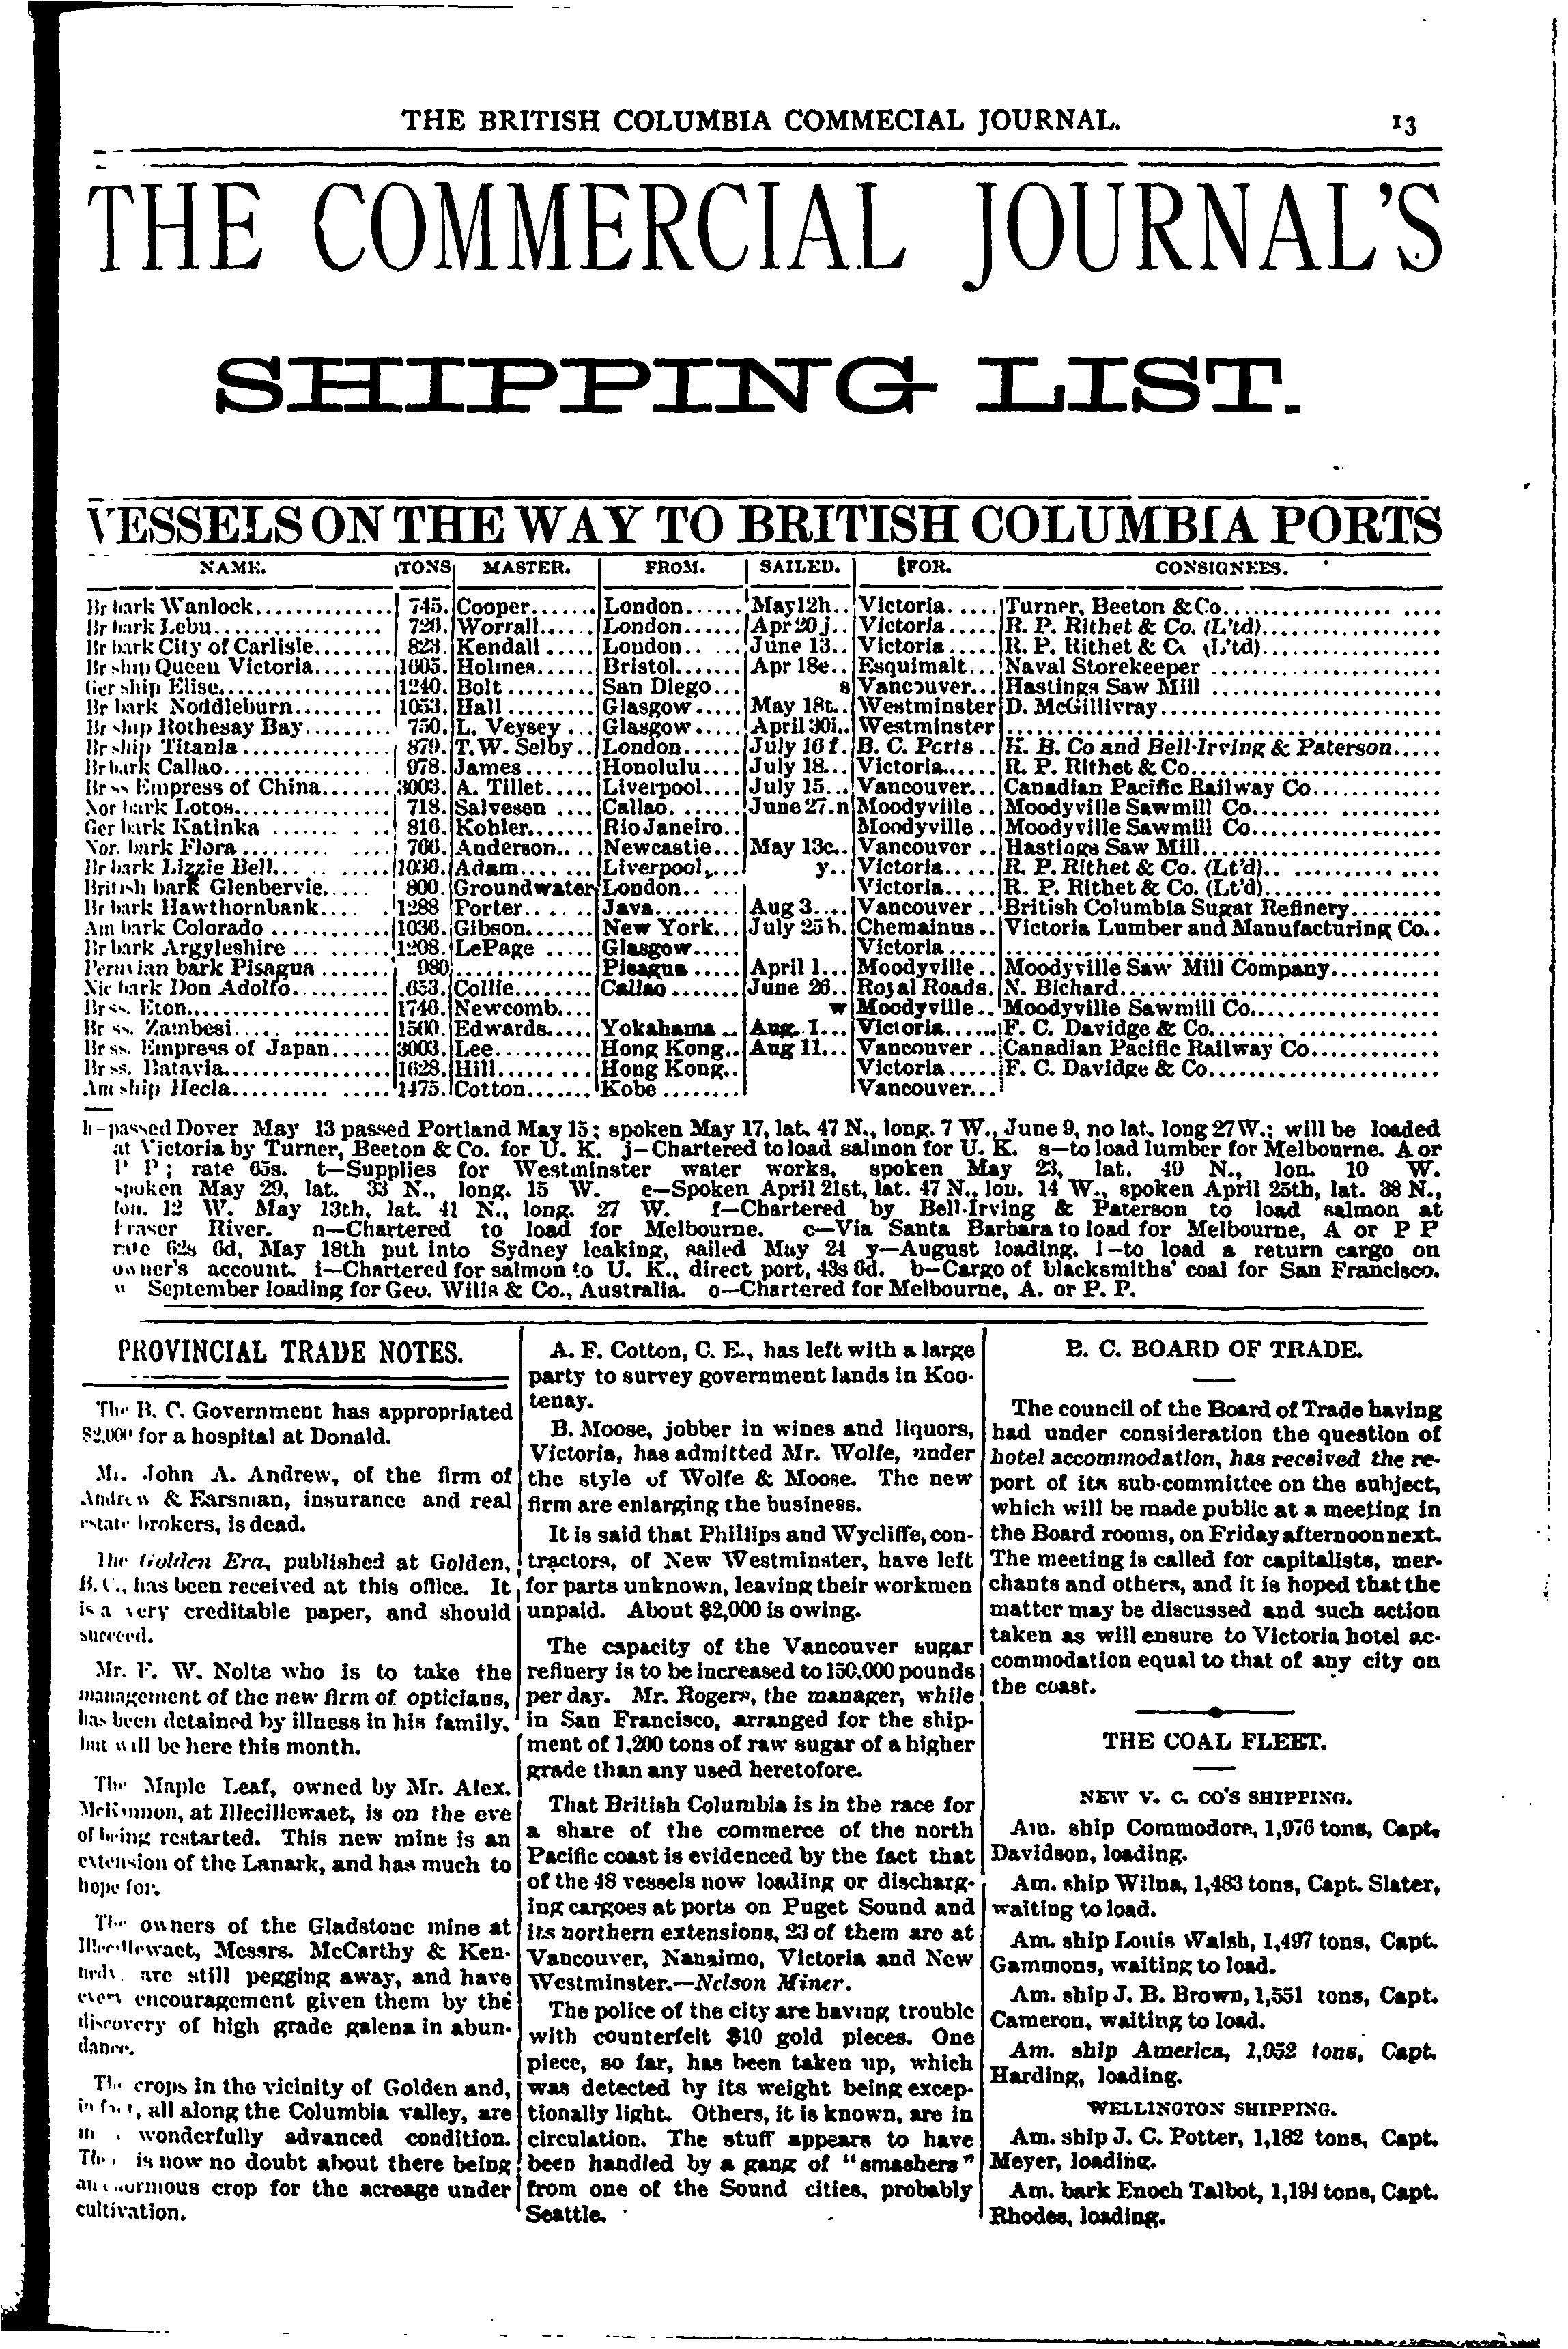 THE BRITISH COLUMBIA COMMECIAL JOURNAL. 13
THE COMMERCIAL JOURNAL'S
SHIPPING LIST.
VESSELS ON THE WAY TO BRITISH COLUMBIA PORTS
NAME. TONS MASTER. FROM. SAILED. FOR. CONSIGNEES.
Br bark Wanlock 745. Cooper London May12h Victoria Turner, Beeton & Co
Br bark Lebu 726. Worrall London Apr 20 j Victoria R. P. Rithet & Co. (L'td)
Br bark City of Carlisle 823. Kendall London June 13 Victoria R. P. Rithet & (L'td)
Br ship Queen Victoria 1605. Holmes Bristol Apr 18e Esquimalt Naval Storekeeper
Ger ship Elise 1240. Bolt San Diego s Vancouver Hastings Saw Mill
Br bark Noddleburn 1053. Hall Glasgow May 18t Westminster D. McGillivray
Br ship Rothesay Bay 750. L. Veysey Glasgow April 30i Westminster
Br ship Titania 879. T.W. Selby London July 16 f B. C. Ports H. B. Co and Bell-Irving & Paterson
Br bark Callao 978. James Honolulu July 18 Victoria R. P. Rithet & Co
Br ss Empress of China 3003. A. Tillet Liverpool July 15 Vancouver Canadian Pacific Railway Co
Nor bark Lotos 718. Salvesen Callao June 27.n Moodyville Moodyville Sawmill Co
Ger bark Katinka 816. Kohler Rio Janeiro Moodyville Moodyville Sawmill Co
Nor. bark Flora 766. Anderson Newcastle May 13c Vancouver Hastings Saw Mill
Br bark Lizzie Bell 1036. Adam Liverpool y Victoria R. P. Rithet & Co. (Lt'd)
British bark Glenbervie 800. Groundwater London Victoria R. P. Rithet & Co. (Lt'd)
Br bark Hawthornbank 1288 Porter Java Aug 3 Vancouver British Columbia Sugar Refinery
Am bark Colorado 1036. Gibson New York July 25 h. Chemainus Victoria Lumber and Manufacturing Co
Br bark Argyleshire 1208. LePage Glasgow Victoria
Peruvian bark Pisagua 980 Pisagua April 1 Moodyville Moodyville Saw Mill Company
Nic bark Don Adolfo 653. Collie Callao June 26 Royal Roads. N. Bichard
Br ss. Eton 1746. Newcomb w Moodyville Moodyville Sawmill Co
Br ss. Zambesi 1560. Edwards Yokahama Aug. 1 Victoria F. C. Davidge & Co
Br ss. Empress of Japan 3003. Lee Hong Kong Aug 11 Vancouver Canadian Pacific Railway Co
Br ss. Batavia 1628. Hill Hong Kong Victoria F. C. Davidge & Co
Am ship Hecla 1475. Cotton Kobe Vancouver
h-passed Dover May 13 passed Portland May 15; spoken May 17, lat. 47 N., long. 7 W., June 9, no lat. long 27 W.; will be loaded
at Victoria by Turner, Beeton & Co. for U. K. j-Chartered to load salmon for U. K. s-to load lumber for Melbourne. A or
P P; rate 65s. t-Supplies for Westminster water works, spoken May 23, lat. 49 N., lon. 10 W.
spoken May 29, lat. 33 N., long. 15 W. e-Spoken April 21st, lat. 47 N., lon. 14 W., spoken April 25th, lat. 38 N.,
lon. 12 W. May 13th, lat. 41 N., long. 27 W. f-Chartered by Bell-Irving & Paterson to load salmon at
Fraser River. n-Chartered to load for Melbourne. c-Via Santa Barbara to load for Melbourne, A or P P
rate 62s 6d, May 18th put into Sydney leaking, sailed May 24 y-August loading. l-to load a return cargo on
owner's account. i-Chartered for salmon to U. K., direct port, 43s 6d. b-Cargo of blacksmiths' coal for San Francisco.
w September loading for Geo. Wills & Co., Australia. o-Chartered for Melbourne, A. or P. P.
PROVINCIAL TRADE NOTES.
The B. C. Government has appropriated
$2,000 for a hospital at Donald.
Mr. John A. Andrew, of the firm of
Andrew & Earsman, insurance and real
estate brokers, is dead.
The Golden Era, published at Golden,
B. C., has been received at this office. It
is a very creditable paper, and should
succeed.
Mr. F. W. Nolte who is to take the
management of the new firm of opticians,
has been detained by illness in his family,
but will be here this month.
The Maple Leaf, owned by Mr. Alex.
McKinnon, at Illecillewaet, is on the eve
of being restarted. This new mine is an
extension of the Lanark, and has much to
hope for.
The owners of the Gladstone mine at
Illecillewaet, Messrs. McCarthy & Ken-
nedy, are still pegging away, and have
every encouragement given them by the
discovery of high grade galena in abun-
dance.
The crops in the vicinity of Golden and,
in fact, all along the Columbia valley, are
wonderfully advanced condition.
is now no doubt about there being
an enormous crop for the acreage under
cultivation.
A. F. Cotton, C. E., has left with a large
party to survey government lands in Koo-
tenay.
B. Moose, jobber in wines and liquors,
Victoria, has admitted Mr. Wolfe, under
the style of Wolfe & Moose. The new
firm are enlarging the business.
It is said that Phillips and Wycliffe, con-
tractors, of New Westminster, have left
for parts unknown, leaving their workmen
unpaid. About $2,000 is owing.
The capacity of the Vancouver sugar
refinery is to be increased to 150,000 pounds
per day. Mr. Rogers, the manager, while
in San Francisco, arranged for the ship-
ment of 1,200 tons of raw sugar of a higher
grade than any used heretofore.
That British Columbia is in the race for
a share of the commerce of the north
Pacific coast is evidenced by the fact that
of the 48 vessels now loading or discharg-
ing cargoes at ports on Puget Sound and
its northern extensions, 23 of them are at
Vancouver, Nanaimo, Victoria and New
Westminster.—Nelson Miner.
The police of the city are having trouble
with counterfeit $10 gold pieces. One
piece, so far, has been taken up, which
was detected by its weight being excep-
tionally light. Others, it is known, are in
circulation. The stuff appears to have
been handled by a gang of "smashers"
from one of the Sound cities, probably
Seattle.
B. C. BOARD OF TRADE.
The council of the Board of Trade having
had under consideration the question of
hotel accommodation, has received the re-
port of its sub-committee on the subject,
which will be made public at a meeting in
the Board rooms, on Friday afternoon next.
The meeting is called for capitalists, mer-
chants and others, and it is hoped that the
matter may be discussed and such action
taken as will ensure to Victoria hotel ac-
commodation equal to that of any city on
the coast.
THE COAL FLEET.
NEW V. C. CO'S SHIPPING.
Am. ship Commodore, 1,976 tons, Capt.
Davidson, loading.
Am. ship Wilna, 1,483 tons, Capt. Slater,
waiting to load.
Am. ship Louis Walsh, 1,497 tons, Capt.
Gammons, waiting to load.
Am. ship J. B. Brown, 1,551 tons, Capt.
Cameron, waiting to load.
Am. ship America, 1,952 tons, Capt.
Harding, loading.
WELLINGTON SHIPPING.
Am. ship J. C. Potter, 1,182 tons, Capt.
Meyer, loading.
Am. bark Enoch Talbot, 1,194 tons, Capt.
Rhodes, loading.